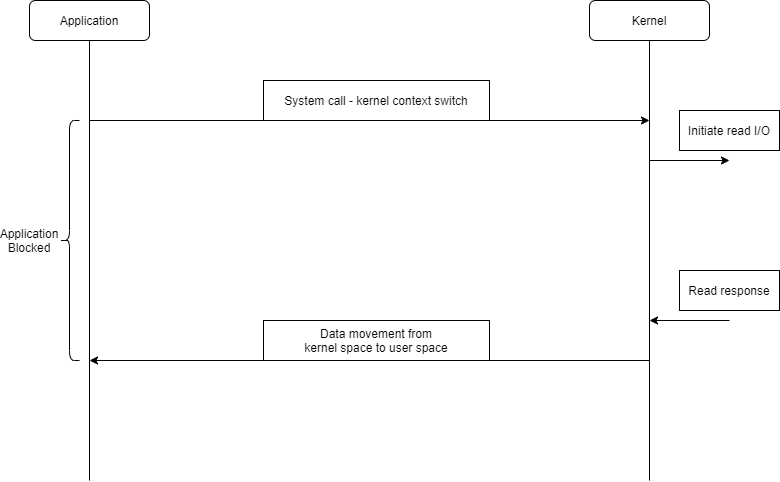 Application
Kernel
System call - kernel context switch
Initiate read I/O
Application
Blocked
Read response
Data movement from
kernel space to user space